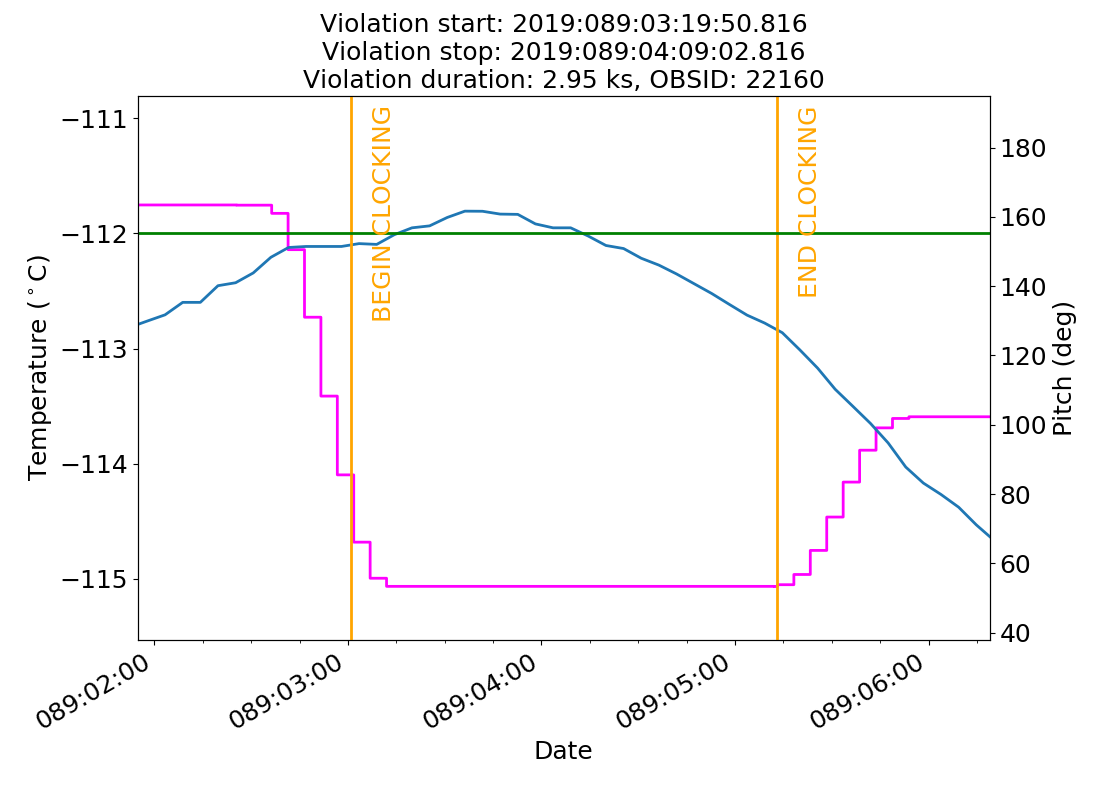 Violation start: 2019:089:03:19:50.816
Violation stop: 2019:089:04:09:02.816
Violation duration: 2.95 ks, OBSID: 22160
−111
−112
−113
−114
−115
Temperature (°C)
BEGIN CLOCKING
END CLOCKING
180
160
140
120
100
80
60
40
Pitch (deg)
089:02:00
089:03:00
089:04:00
089:05:00
089:06:00
Date